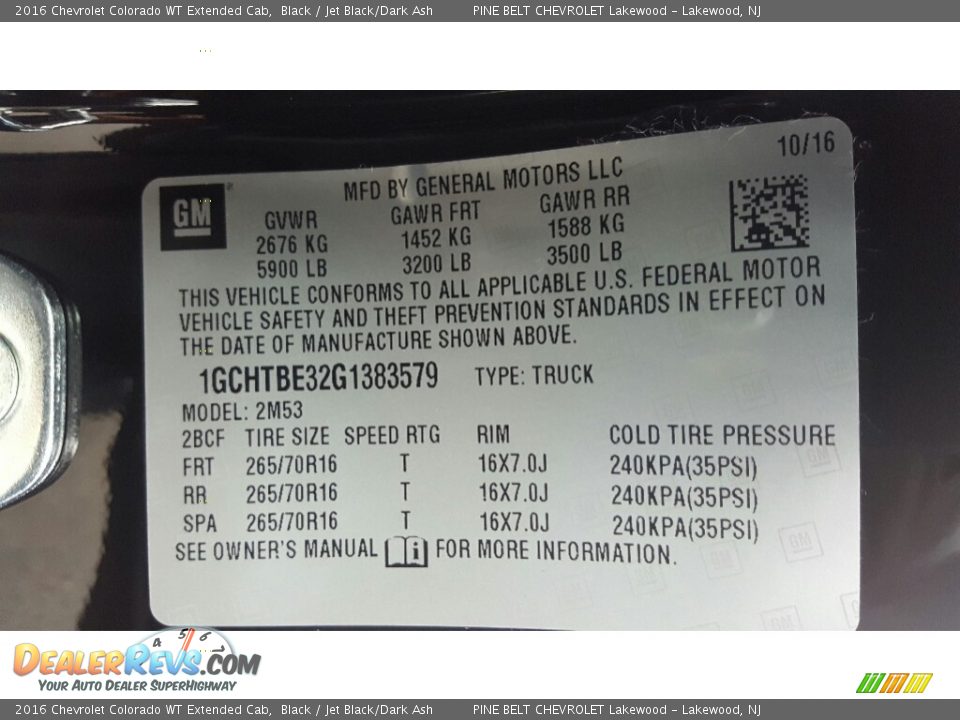 2016 Chevrolet Colorado WT Extended Cab, Black / Jet Black/Dark Ash PINE BELT CHEVROLET Lakewood – Lakewood, NJ
10/16
GM
MFD BY GENERAL MOTORS LLC
GVWR GAWR FRT GAWR RR
2676 KG 1452 KG 1588 KG
5900 LB 3200 LB 3500 LB
THIS VEHICLE CONFORMS TO ALL APPLICABLE U.S. FEDERAL MOTOR
VEHICLE SAFETY AND THEFT PREVENTION STANDARDS IN EFFECT ON
THE DATE OF MANUFACTURE SHOWN ABOVE.
1GCHTBE32G1383579 TYPE: TRUCK
MODEL: 2M53
2BCF TIRE SIZE SPEED RTG RIM COLD TIRE PRESSURE
FRT 265/70R16 T 16X7.0J 240KPA(35PSI)
RR 265/70R16 T 16X7.0J 240KPA(35PSI)
SPA 265/70R16 T 16X7.0J 240KPA(35PSI)
SEE OWNER'S MANUAL i FOR MORE INFORMATION.
4 5 6 7
DEALERREVS.COM
YOUR AUTO DEALER SUPERHIGHWAY
2016 Chevrolet Colorado WT Extended Cab, Black / Jet Black/Dark Ash PINE BELT CHEVROLET Lakewood – Lakewood, NJ